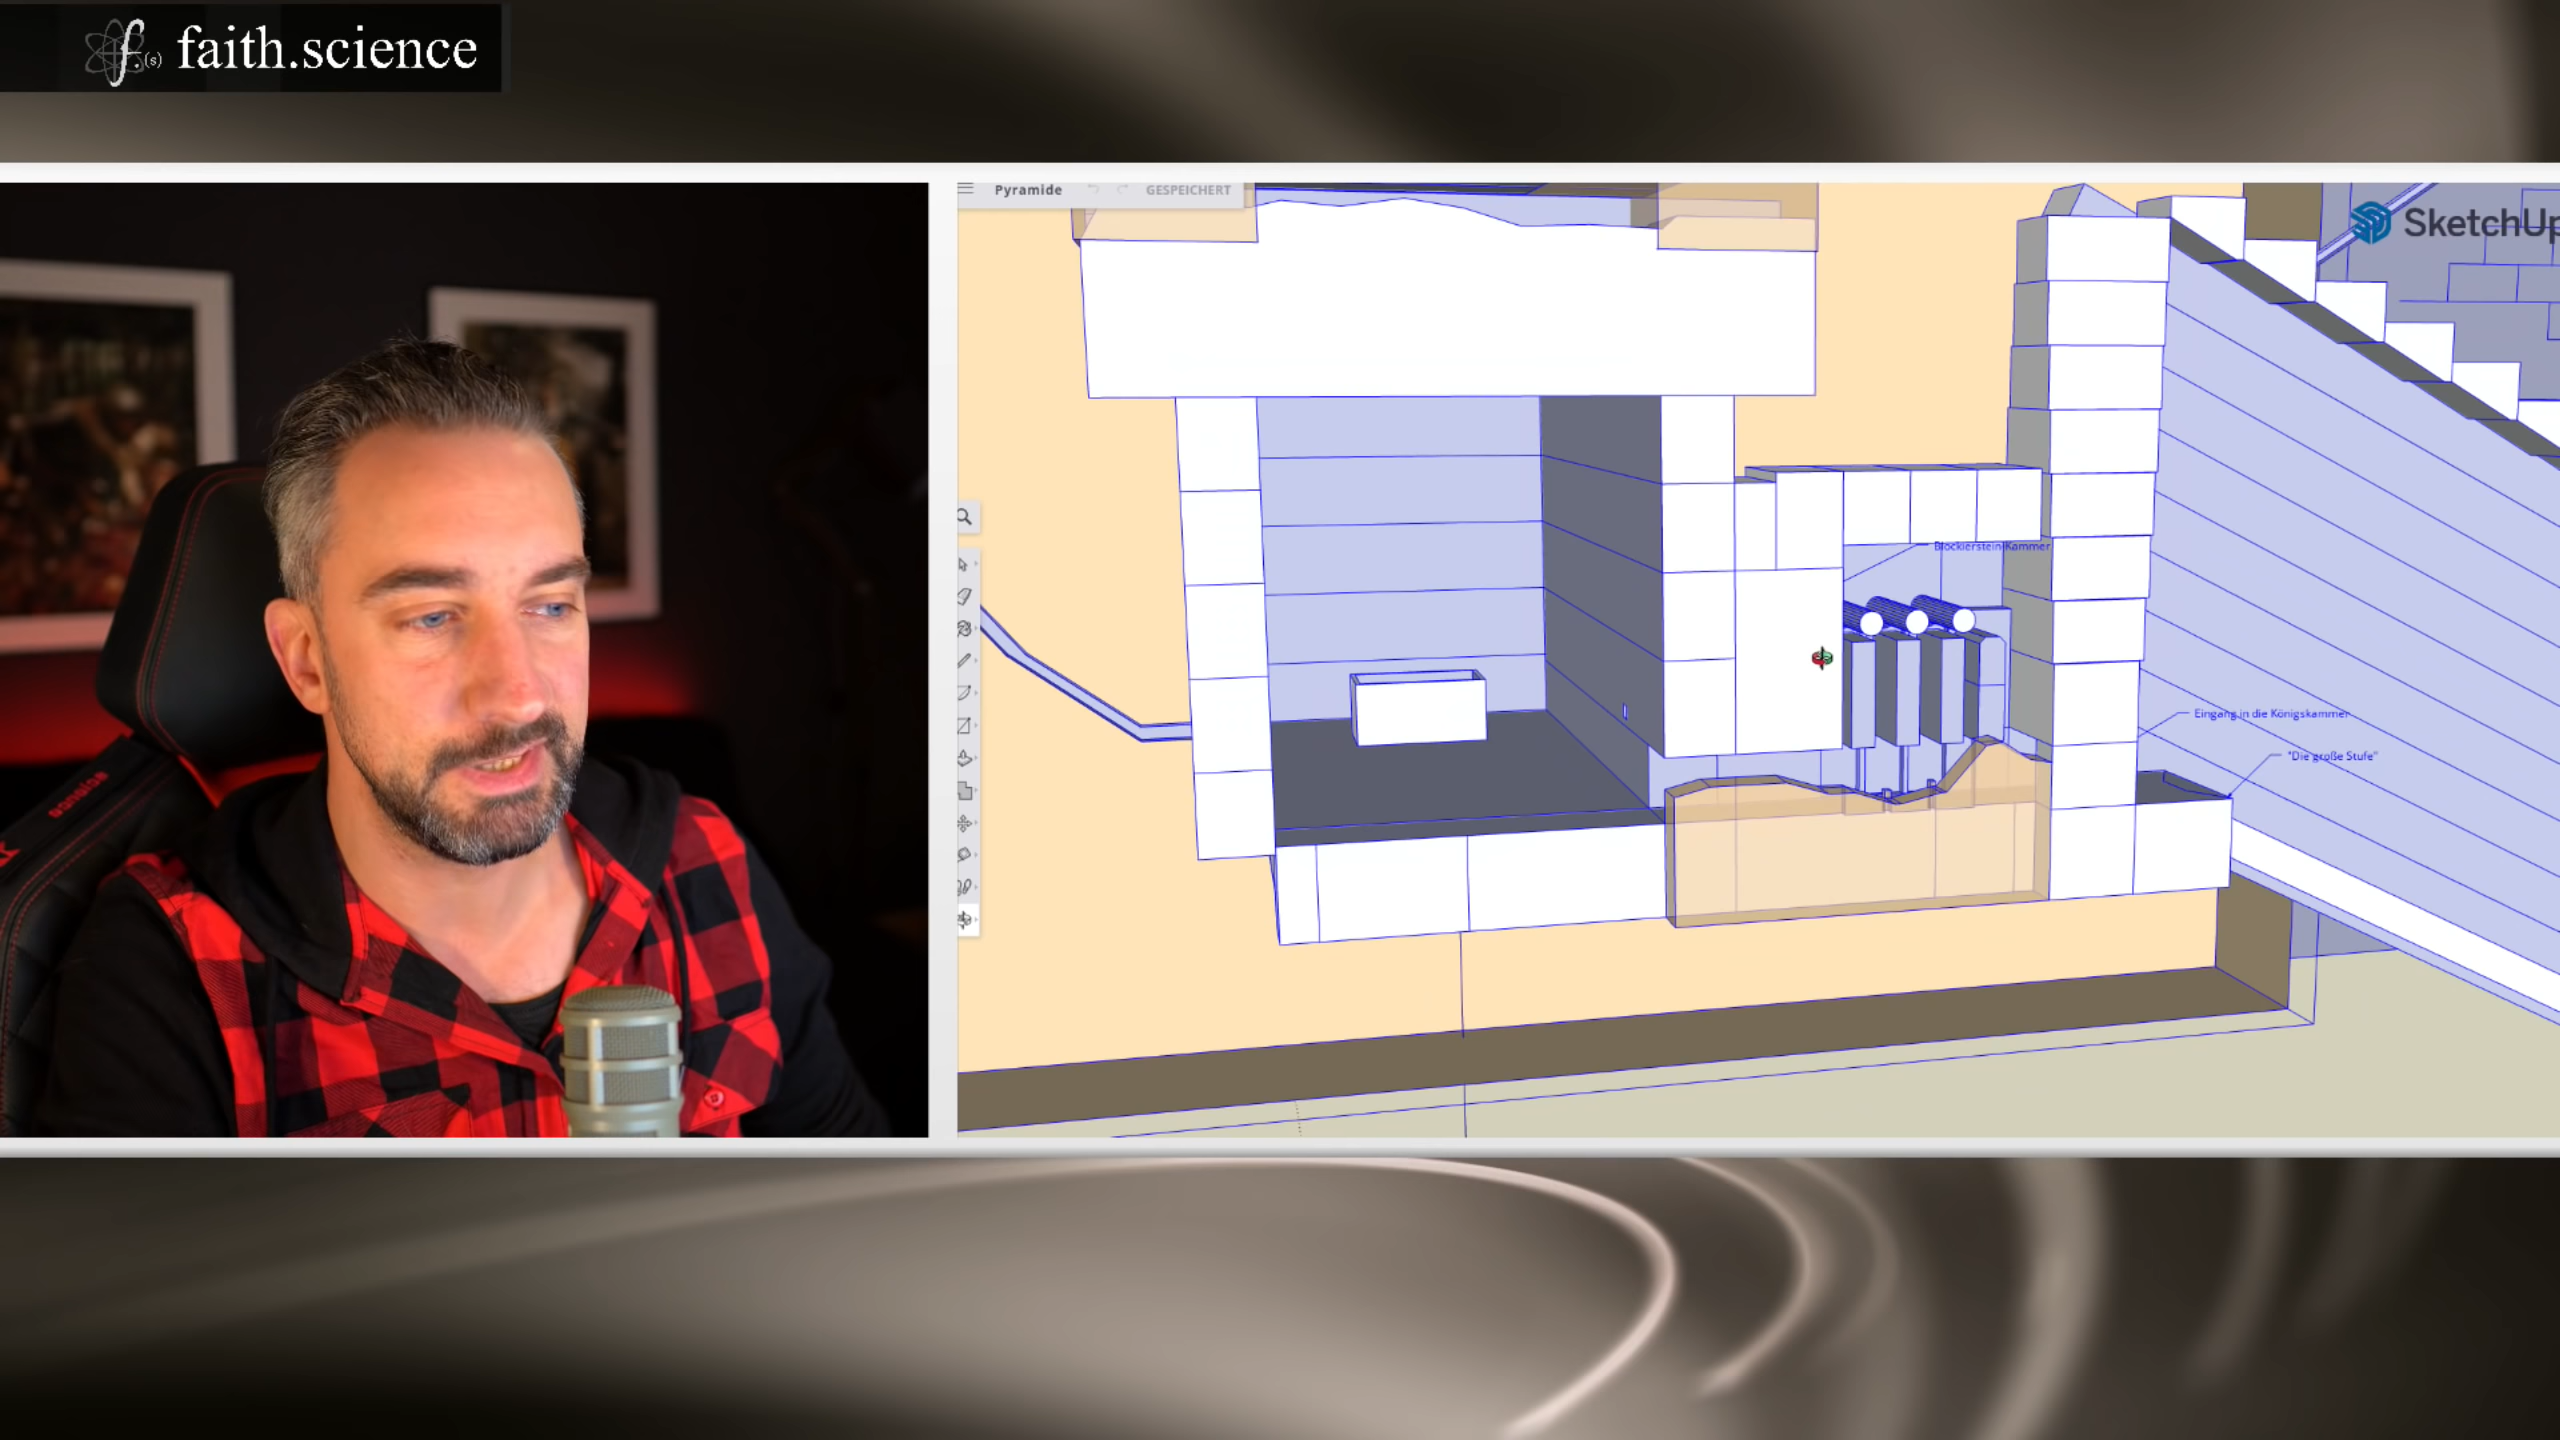 f.(s) faith.science
Pyramide GESPEICHERT
SketchUp
Blockierstein-Kammer
Eingang in die Königskammer
"Die große Stufe"